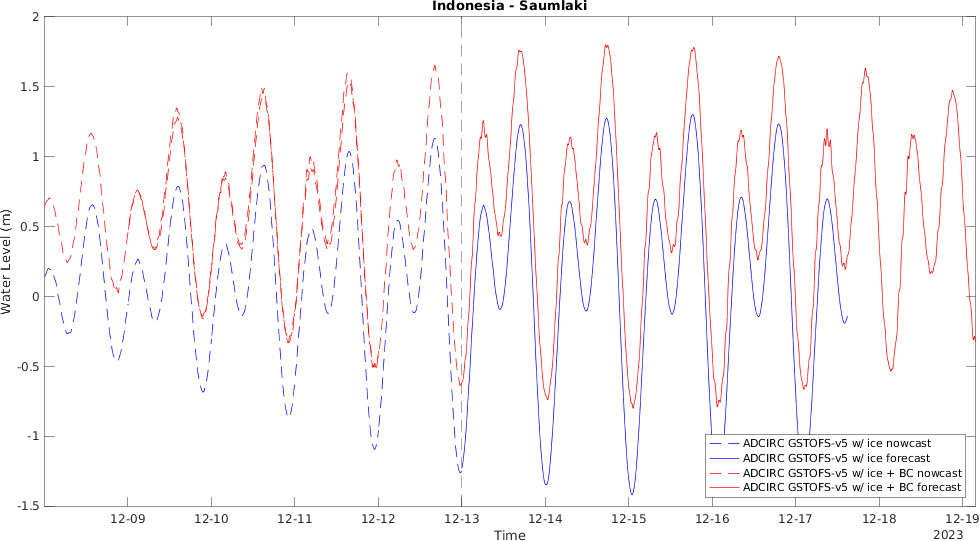 Indonesia - Saumlaki
2
1.5
1
0.5
0
-0.5
-1
-1.5
Water Level (m)
12-09
12-10
12-11
12-12
12-13
12-14
12-15
12-16
12-17
12-18
12-19
Time
2023
ADCIRC GSTOFS-v5 w/ ice nowcast
ADCIRC GSTOFS-v5 w/ ice forecast
ADCIRC GSTOFS-v5 w/ ice + BC nowcast
ADCIRC GSTOFS-v5 w/ ice + BC forecast